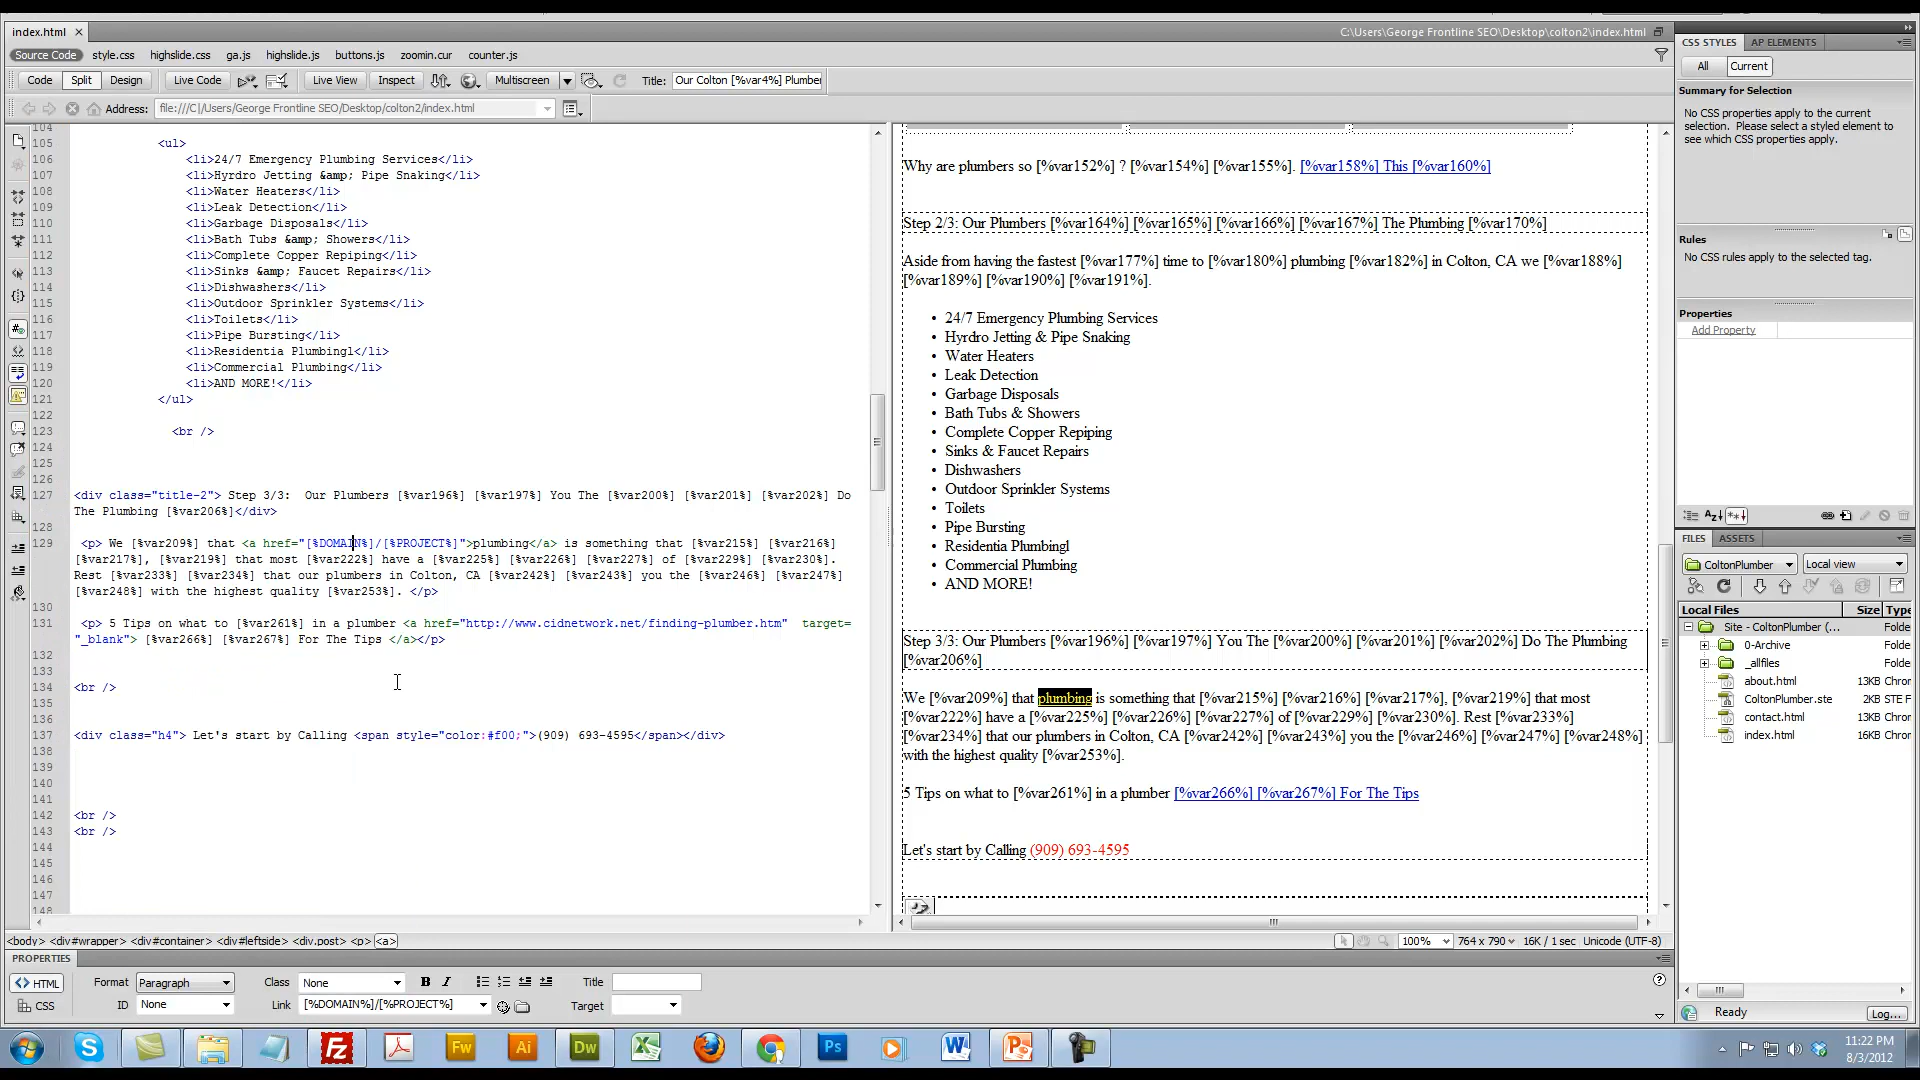 index.html ×
C:\Users\George Frontline SEO\Desktop\colton2\index.html
CSS STYLES AP ELEMENTS
Source Code style.css highslide.css ga.js highslide.js buttons.js zoomin.cur counter.js
All Current
Code Split Design Live Code Live View Inspect Multiscreen Title: Our Colton [%var4%] Plumber
Address: file:///C|/Users/George Frontline SEO/Desktop/colton2/index.html
Summary for Selection
No CSS properties apply to the current
selection. Please select a styled element to
see which CSS properties apply.
Rules
No CSS rules apply to the selected tag.
Properties
Add Property
104
105 <ul>
106 <li>24/7 Emergency Plumbing Services</li>
107 <li>Hyrdro Jetting &amp; Pipe Snaking</li>
108 <li>Water Heaters</li>
109 <li>Leak Detection</li>
110 <li>Garbage Disposals</li>
111 <li>Bath Tubs &amp; Showers</li>
112 <li>Complete Copper Repiping</li>
113 <li>Sinks &amp; Faucet Repairs</li>
114 <li>Dishwashers</li>
115 <li>Outdoor Sprinkler Systems</li>
116 <li>Toilets</li>
117 <li>Pipe Bursting</li>
118 <li>Residentia Plumbingl</li>
119 <li>Commercial Plumbing</li>
120 <li>AND MORE!</li>
121 </ul>
122
123 <br />
124
125
126
127 <div class="title-2"> Step 3/3:  Our Plumbers [%var196%] [%var197%] You The [%var200%] [%var201%] [%var202%] Do
The Plumbing [%var206%]</div>
128
129 <p> We [%var209%] that <a href="[%DOMAIN%]/[%PROJECT%]">plumbing</a> is something that [%var215%] [%var216%]
[%var217%], [%var219%] that most [%var222%] have a [%var225%] [%var226%] [%var227%] of [%var229%] [%var230%].
Rest [%var233%] [%var234%] that our plumbers in Colton, CA [%var242%] [%var243%] you the [%var246%] [%var247%]
[%var248%] with the highest quality [%var253%]. </p>
130
131 <p> 5 Tips on what to [%var261%] in a plumber <a href="http://www.cidnetwork.net/finding-plumber.htm"  target=
"_blank"> [%var266%] [%var267%] For The Tips </a></p>
132
133
134 <br />
135
136
137 <div class="h4"> Let's start by Calling <span style="color:#f00;">(909) 693-4595</span></div>
138
139
140
141
142 <br />
143 <br />
144
145
146
147
148
Why are plumbers so [%var152%] ? [%var154%] [%var155%]. [%var158%] This [%var160%]
Step 2/3: Our Plumbers [%var164%] [%var165%] [%var166%] [%var167%] The Plumbing [%var170%]
Aside from having the fastest [%var177%] time to [%var180%] plumbing [%var182%] in Colton, CA we [%var188%]
[%var189%] [%var190%] [%var191%].
• 24/7 Emergency Plumbing Services
• Hyrdro Jetting & Pipe Snaking
• Water Heaters
• Leak Detection
• Garbage Disposals
• Bath Tubs & Showers
• Complete Copper Repiping
• Sinks & Faucet Repairs
• Dishwashers
• Outdoor Sprinkler Systems
• Toilets
• Pipe Bursting
• Residentia Plumbingl
• Commercial Plumbing
• AND MORE!
Step 3/3: Our Plumbers [%var196%] [%var197%] You The [%var200%] [%var201%] [%var202%] Do The Plumbing
[%var206%]
We [%var209%] that plumbing is something that [%var215%] [%var216%] [%var217%], [%var219%] that most
[%var222%] have a [%var225%] [%var226%] [%var227%] of [%var229%] [%var230%]. Rest [%var233%]
[%var234%] that our plumbers in Colton, CA [%var242%] [%var243%] you the [%var246%] [%var247%] [%var248%]
with the highest quality [%var253%].
5 Tips on what to [%var261%] in a plumber [%var266%] [%var267%] For The Tips
Let's start by Calling (909) 693-4595
FILES ASSETS
ColtonPlumber Local view
Local Files Size Type
Site - ColtonPlumber (... Folde
0-Archive Folde
_allfiles Folde
about.html 13KB Chror
ColtonPlumber.ste 2KB STE F
contact.html 13KB Chror
index.html 16KB Chror
Ready Log...
<body> <div#wrapper> <div#container> <div#leftside> <div.post> <p> <a>
100% 764 x 790 16K / 1 sec Unicode (UTF-8)
PROPERTIES
HTML Format Paragraph Class None B I Title
CSS ID None Link [%DOMAIN%]/[%PROJECT%] Target
Fz Fw Ai Dw Ps W P
11:22 PM
8/3/2012